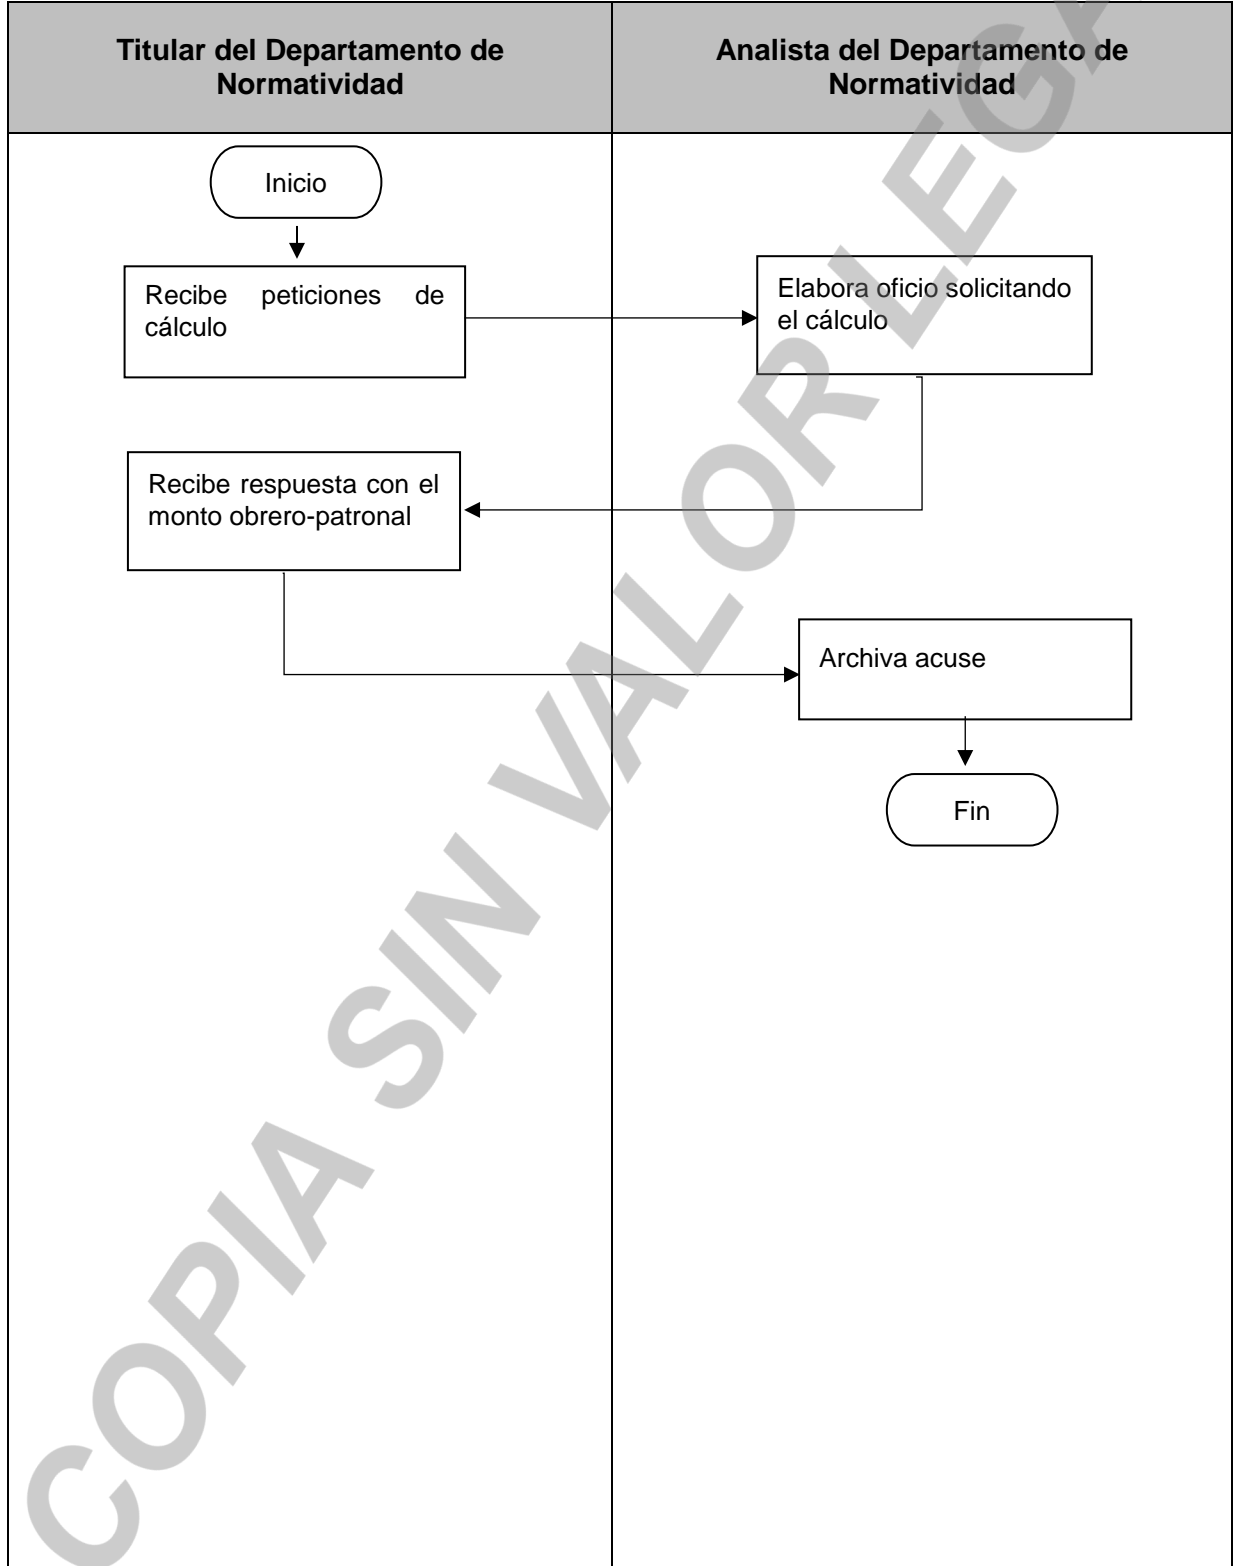 Titular del Departamento de
Normatividad
Analista del Departamento de
Normatividad
Inicio
Recibe peticiones de
cálculo
Elabora oficio solicitando
el cálculo
Recibe respuesta con el
monto obrero-patronal
Archiva acuse
Fin
COPIA SIN VALOR LEGA